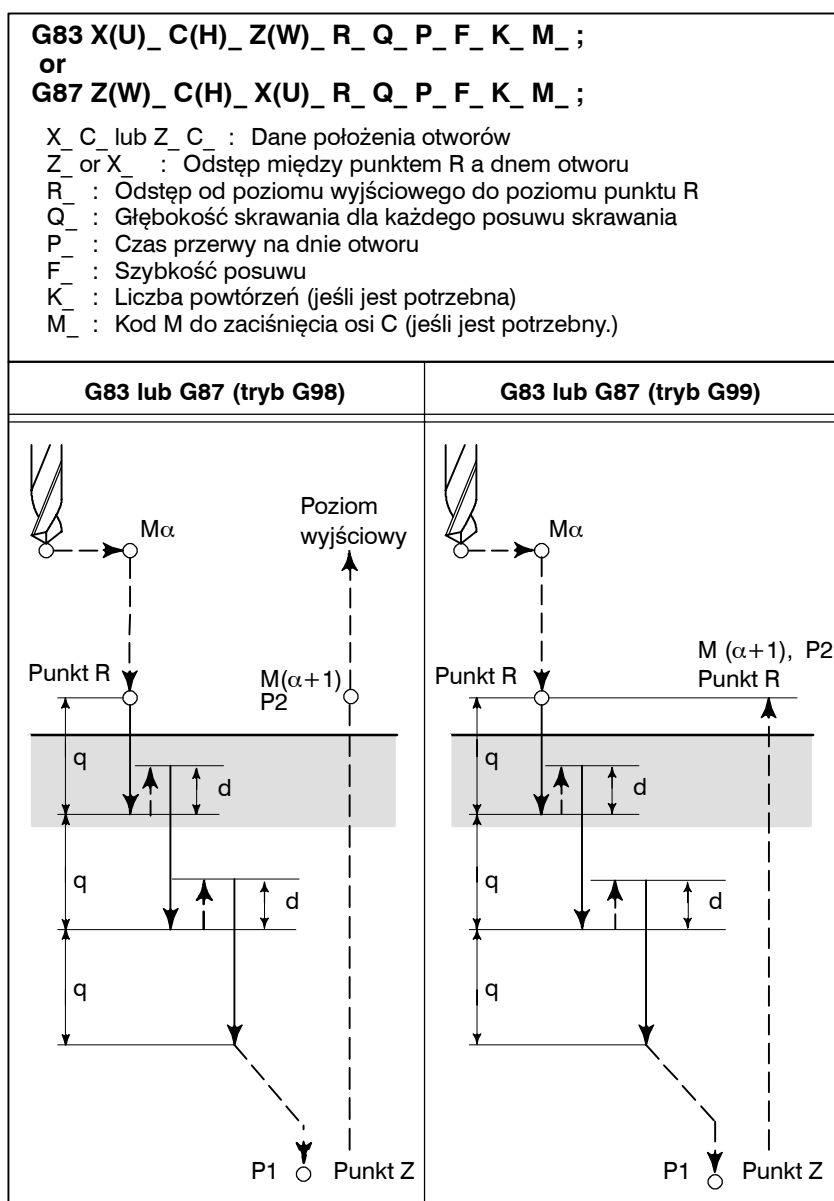 G83 X(U)_ C(H)_ Z(W)_ R_ Q_ P_ F_ K_ M_ ;
or
G87 Z(W)_ C(H)_ X(U)_ R_ Q_ P_ F_ K_ M_ ;
X_ C_ lub Z_ C_ : Dane położenia otworów
Z_ or X_ : Odstęp między punktem R a dnem otworu
R_ : Odstęp od poziomu wyjściowego do poziomu punktu R
Q_ : Głębokość skrawania dla każdego posuwu skrawania
P_ : Czas przerwy na dnie otworu
F_ : Szybkość posuwu
K_ : Liczba powtórzeń (jeśli jest potrzebna)
M_ : Kod M do zaciśnięcia osi C (jeśli jest potrzebny.)
G83 lub G87 (tryb G98)
Mα
Poziom
wyjściowy
Punkt R
M(α+1)
P2
q
d
q
d
q
P1
Punkt Z
G83 lub G87 (tryb G99)
Mα
M (α+1), P2
Punkt R
Punkt R
q
d
q
d
q
P1
Punkt Z